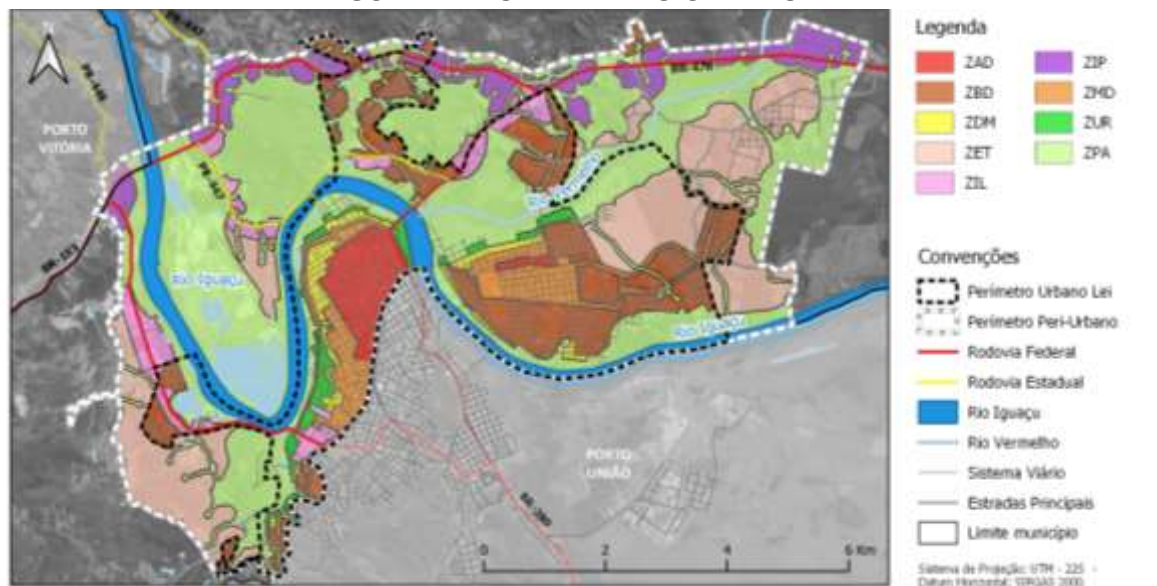 Legenda
ZAD
ZIP
ZBD
ZMD
ZDM
ZUR
ZET
ZPA
ZIL
PORTO
VITÓRIA
BR-153
Rio Iguaçu
Rio Vermelho
Rio Iguaçu
PORTO
UNIÃO
BR-280
0 2 4 6 Km
Convenções
Perímetro Urbano Lei
Perímetro Peri-Urbano
Rodovia Federal
Rodovia Estadual
Rio Iguaçu
Rio Vermelho
Sistema Viário
Estradas Principais
Limite município
Sistema de Projeção: UTM - 22S -
Datum Horizontal: SIRGAS 2000